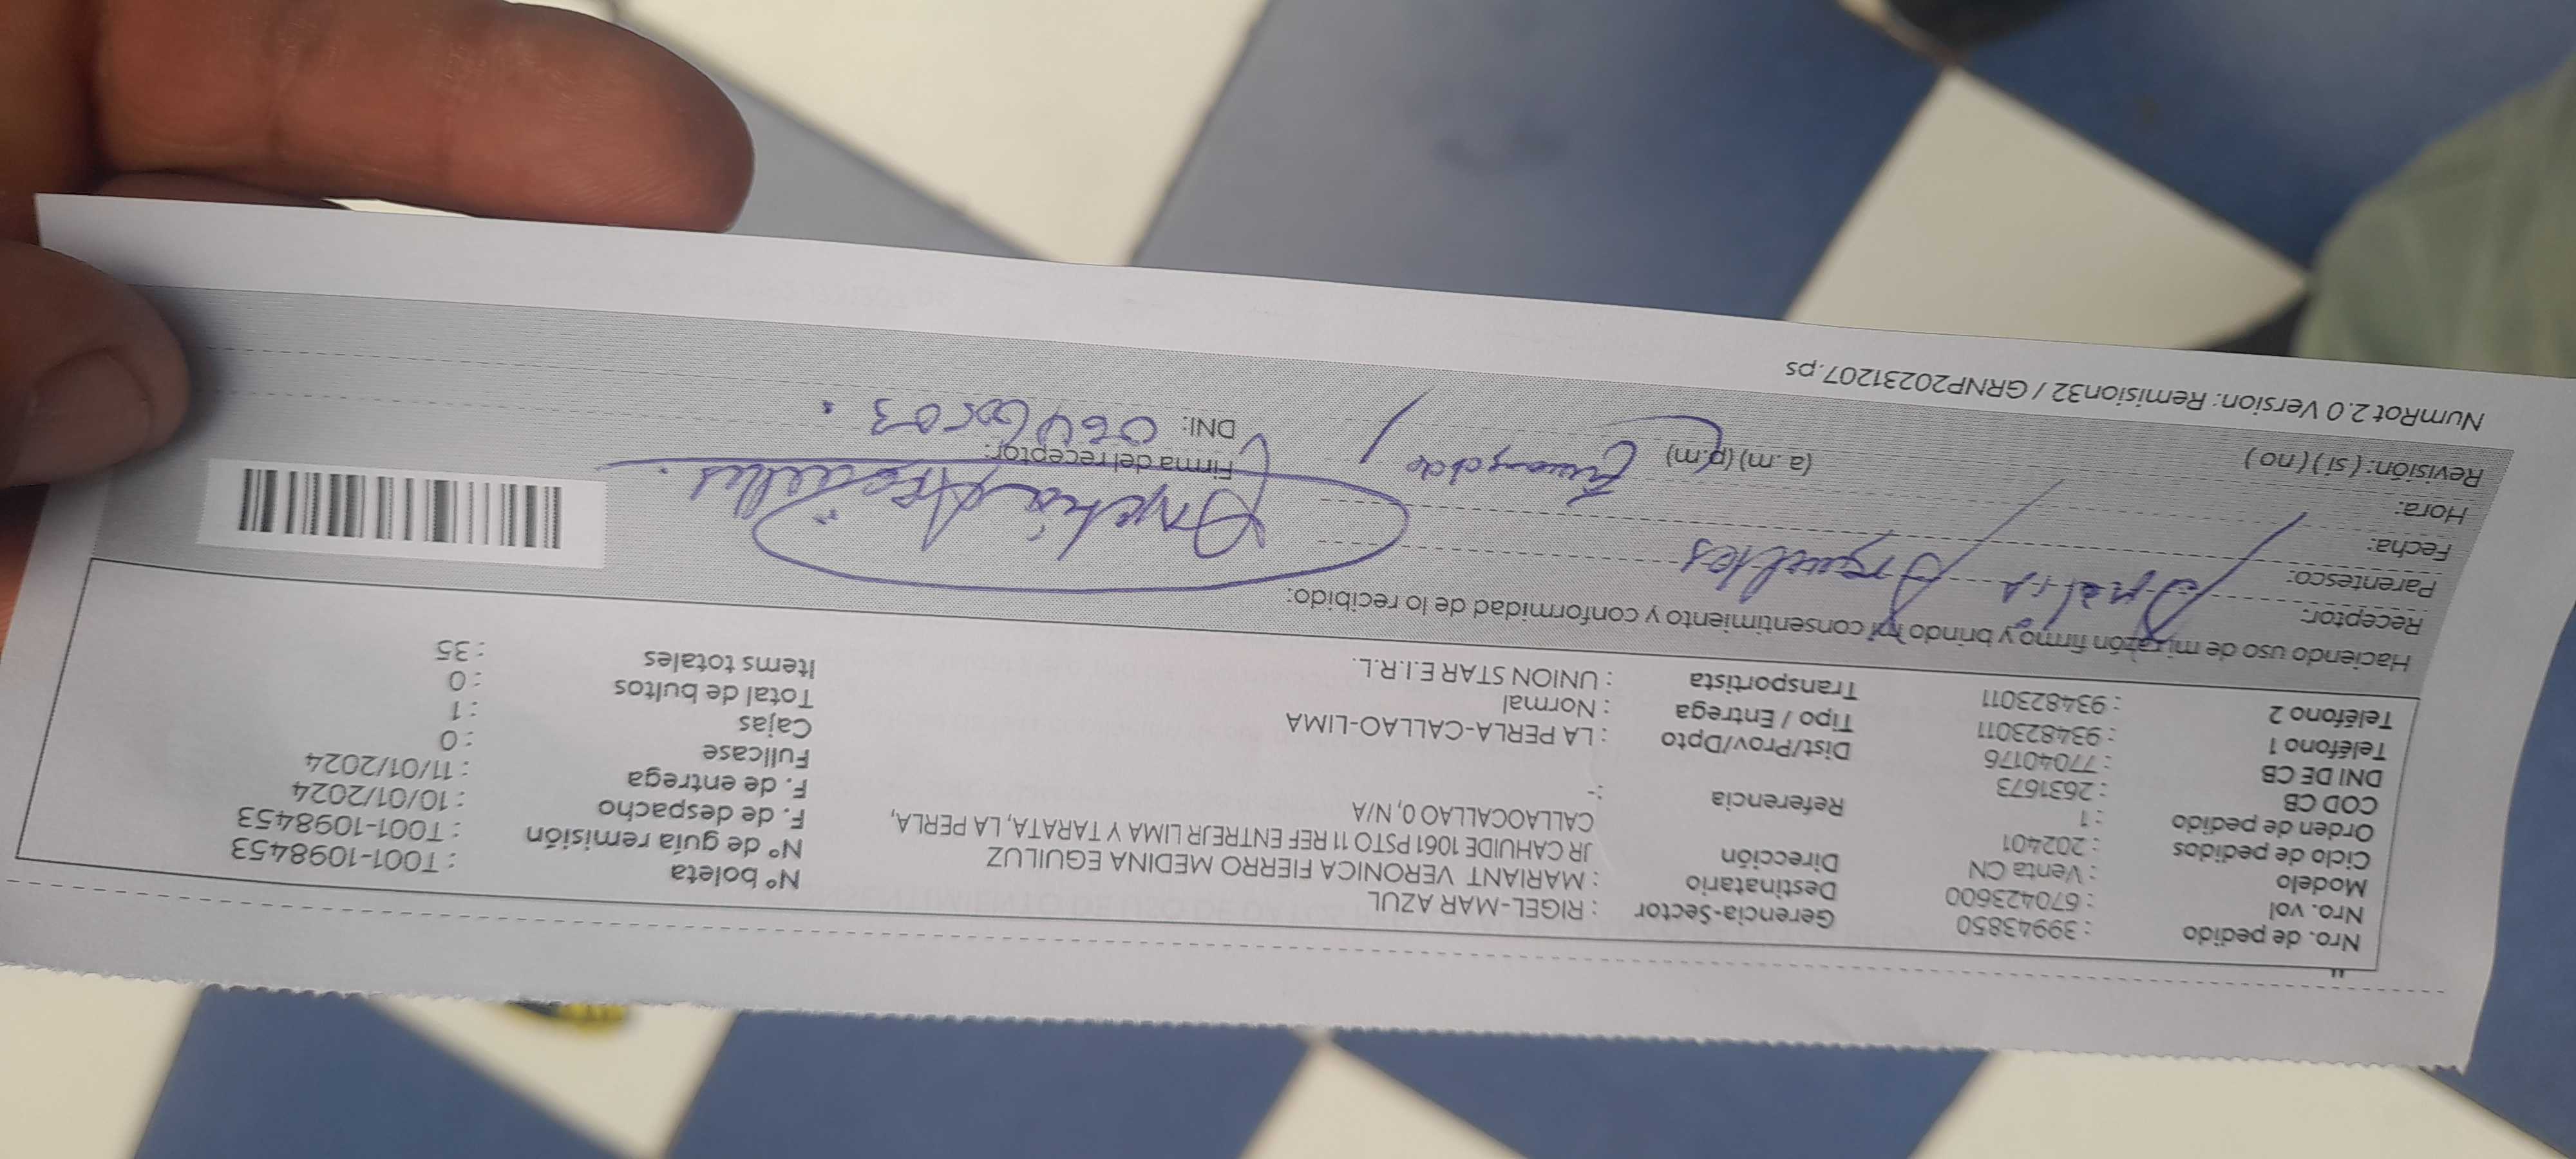 Nro. de pedido : 39943850 Gerencia-Sector : RIGEL-MAR AZUL Nº boleta : T001-1098453
Nro. vol : 670423600 Destinatario : MARIANT VERONICA FIERRO MEDINA EGUILUZ Nº de guía remisión : T001-1098453
Modelo : Venta CN Dirección JR CAHUIDE 1061 PSTO 11 REF ENTREJR LIMA Y TARATA, LA PERLA, F. de despacho : 10/01/2024
Ciclo de pedidos : 202401 CALLAOCALLAO 0, N/A F. de entrega : 11/01/2024
Orden de pedido : 1 Referencia :- Fullcase : 0
COD CB : 2631673 Cajas : 1
DNI DE CB : 77040176 Dist/Prov/Dpto : LA PERLA-CALLAO-LIMA Total de bultos : 0
Teléfono 1 : 934823011 Tipo / Entrega : Normal Items totales : 35
Teléfono 2 : 934823011 Transportista : UNION STAR E.I.R.L.
Haciendo uso de mi razón firmo y brindo mi consentimiento y conformidad de lo recibido:
Receptor:
Parentesco:
Fecha:
Hora: (a.m) (p.m) Firma del receptor:
Revisión: (si) (no) DNI:
NumRot 2.0 Version: Remision32 / GRNP20231207.ps